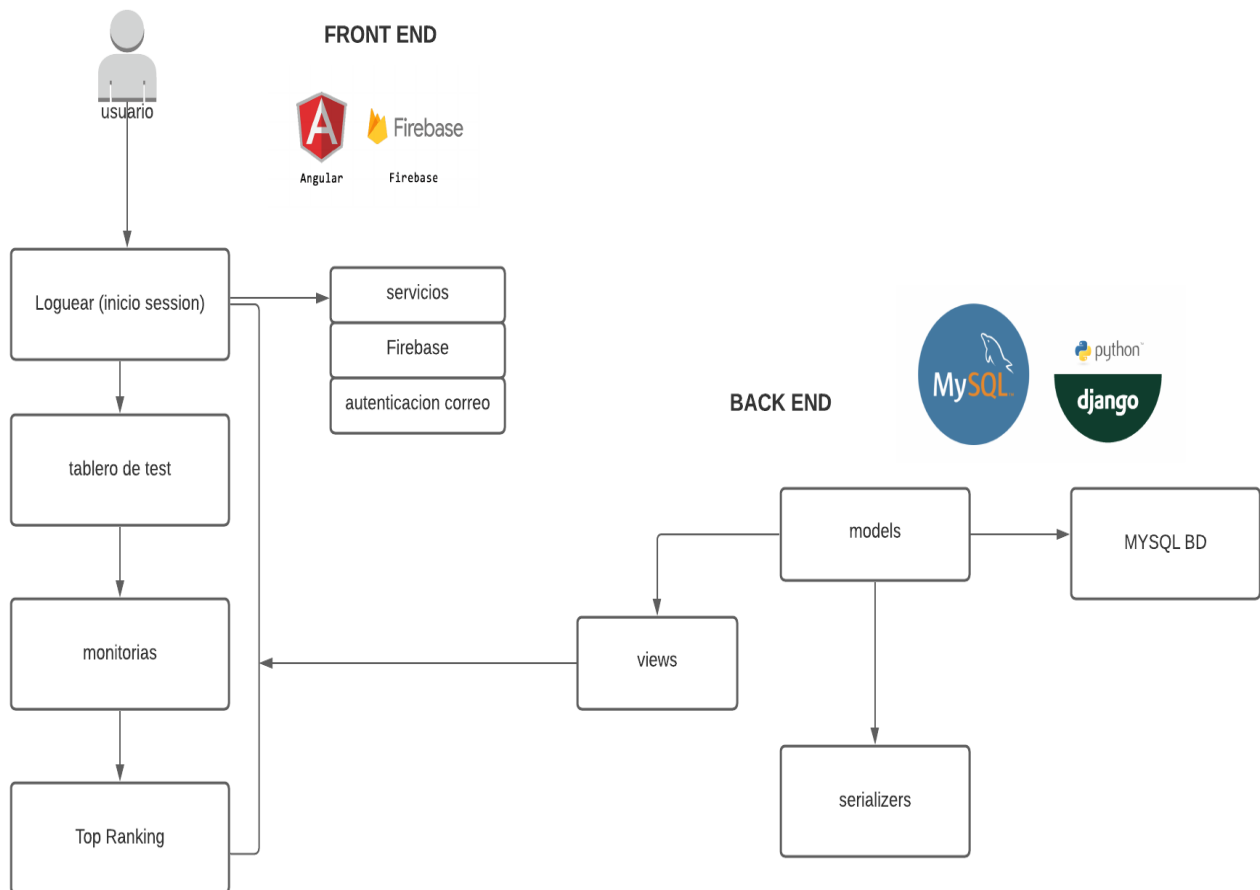 FRONT END
usuario
Firebase
Angular
Firebase
Loguear (inicio session)
servicios
Firebase
autenticacion correo
tablero de test
monitorias
Top Ranking
BACK END
MySQL
python
django
models
MYSQL BD
views
serializers